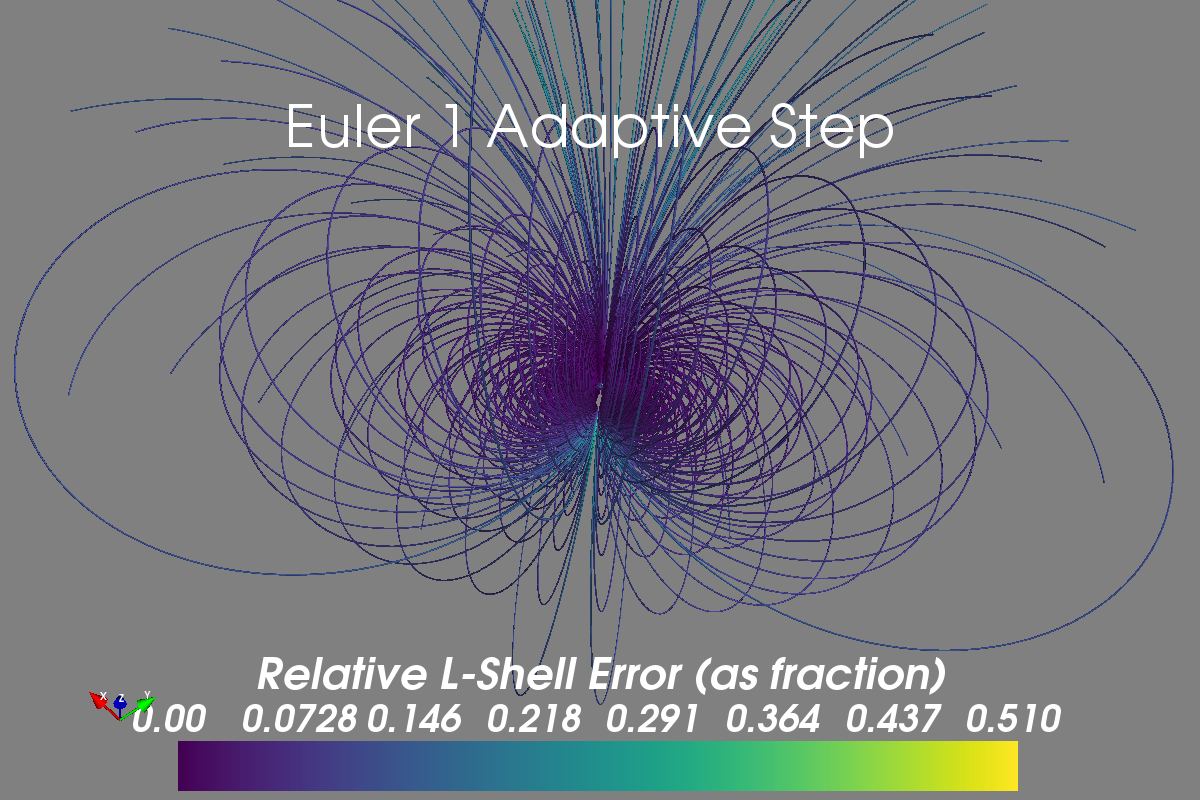 Euler 1 Adaptive Step
Relative L-Shell Error (as fraction)
X Z Y
0.00 0.0728 0.146 0.218 0.291 0.364 0.437 0.510